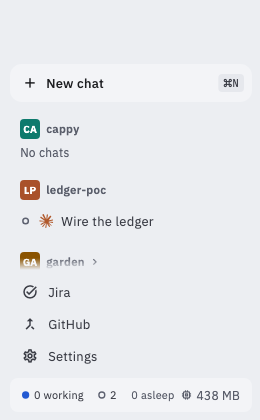 New chat ⌘N
CA cappy
No chats
LP ledger-poc
Wire the ledger
GA garden
Jira
GitHub
Settings
0 working 2 0 asleep 438 MB